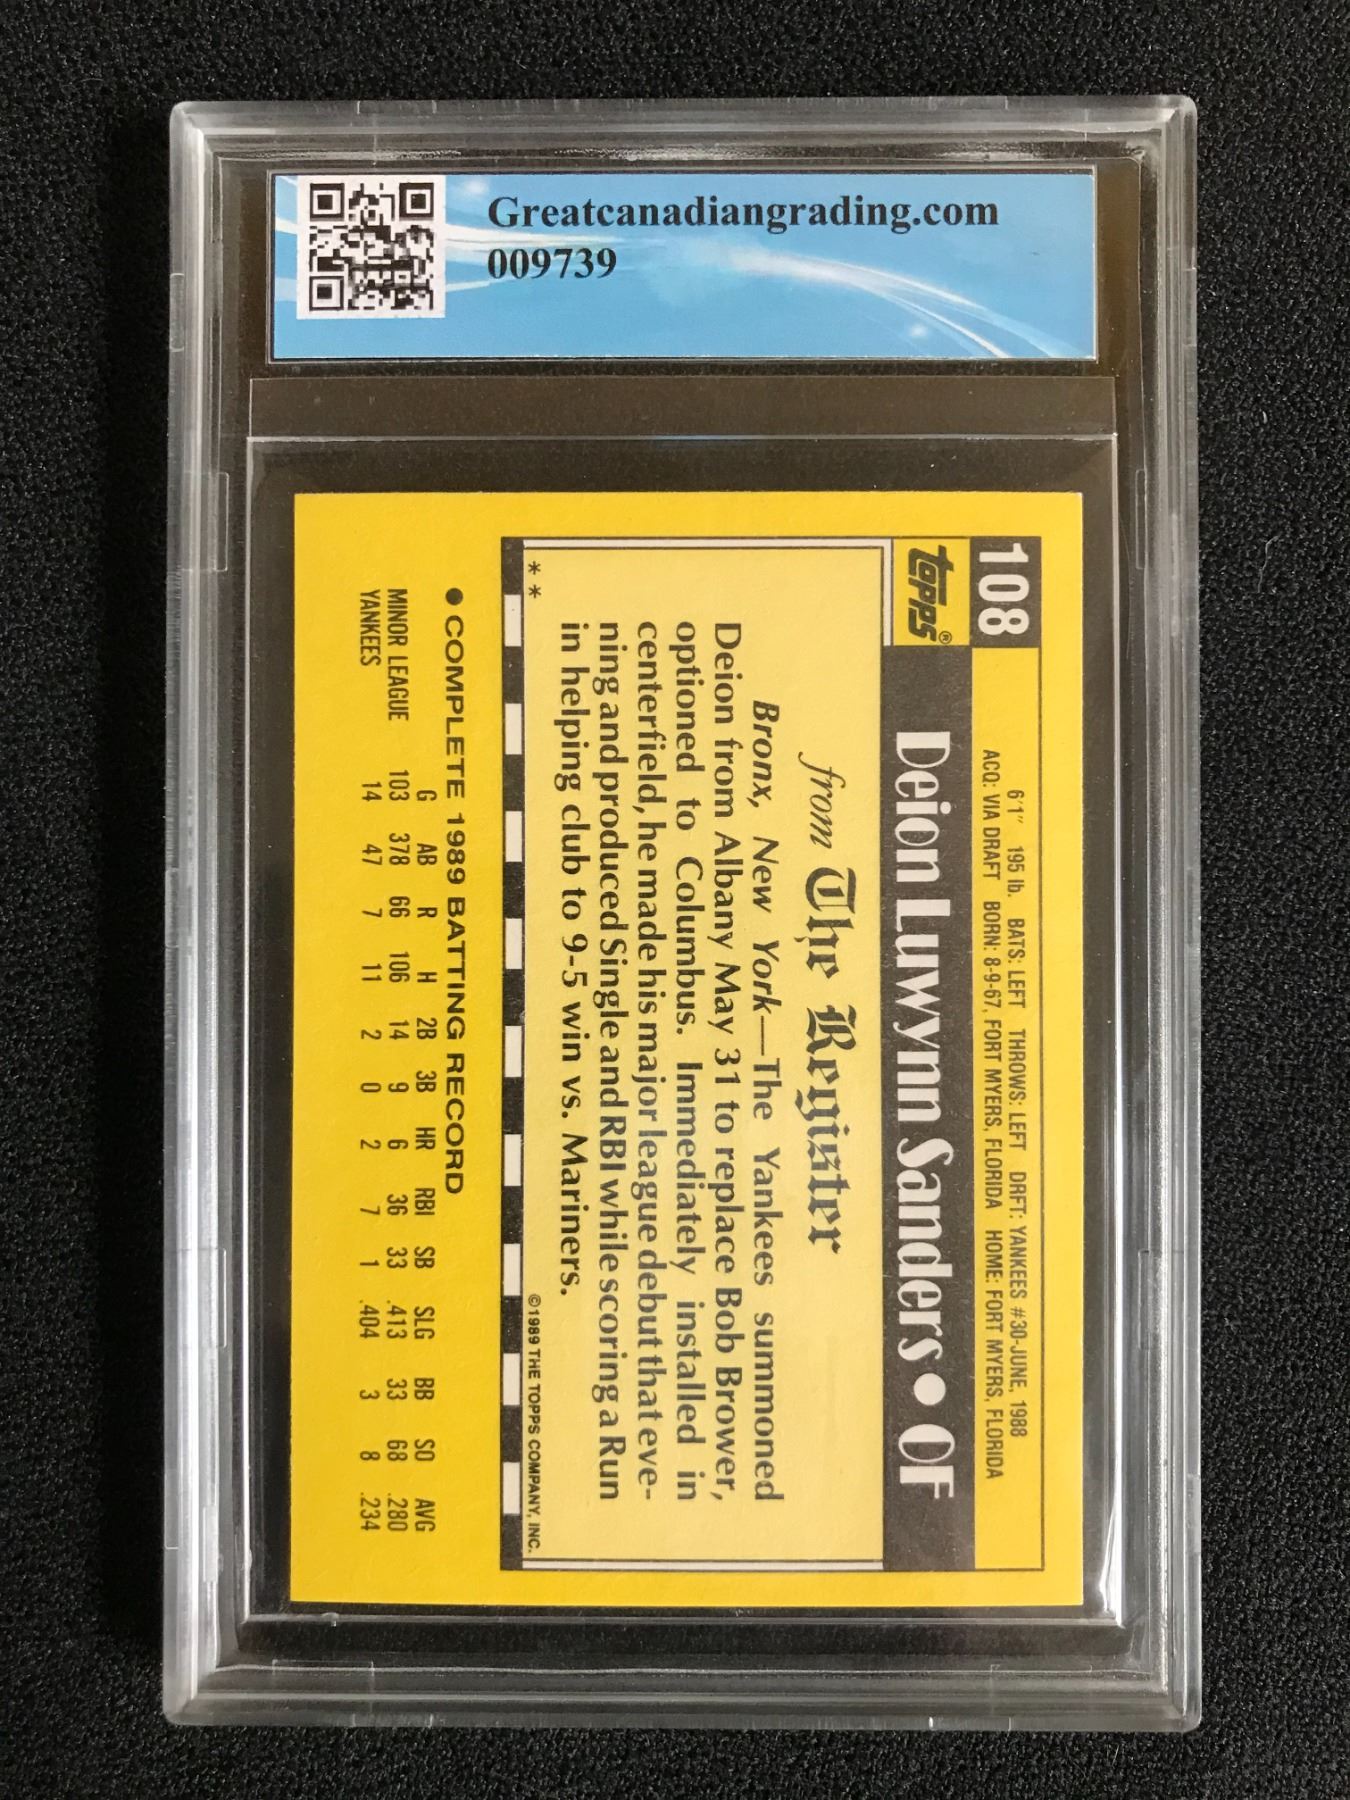 Greatcanadiangrading.com
009739
108
6'1" 195 lb. BATS: LEFT THROWS: LEFT DRFT: YANKEES #30-JUNE, 1988
ACQ: VIA DRAFT BORN: 8-9-67, FORT MYERS, FLORIDA HOME: FORT MYERS, FLORIDA
topps®
Deion Luwynn Sanders • OF
from The Register
Bronx, New York—The Yankees summoned
Deion from Albany May 31 to replace Bob Brower,
optioned to Columbus. Immediately installed in
centerfield, he made his major league debut that eve-
ning and produced Single and RBI while scoring a Run
in helping club to 9-5 win vs. Mariners.
* * ©1989 THE TOPPS COMPANY, INC.
• COMPLETE 1989 BATTING RECORD
G AB R H 2B 3B HR RBI SB SLG BB SO AVG
MINOR LEAGUE 103 378 66 106 14 9 6 36 33 .413 33 68 .280
YANKEES 14 47 7 11 2 0 2 7 1 .404 3 8 .234